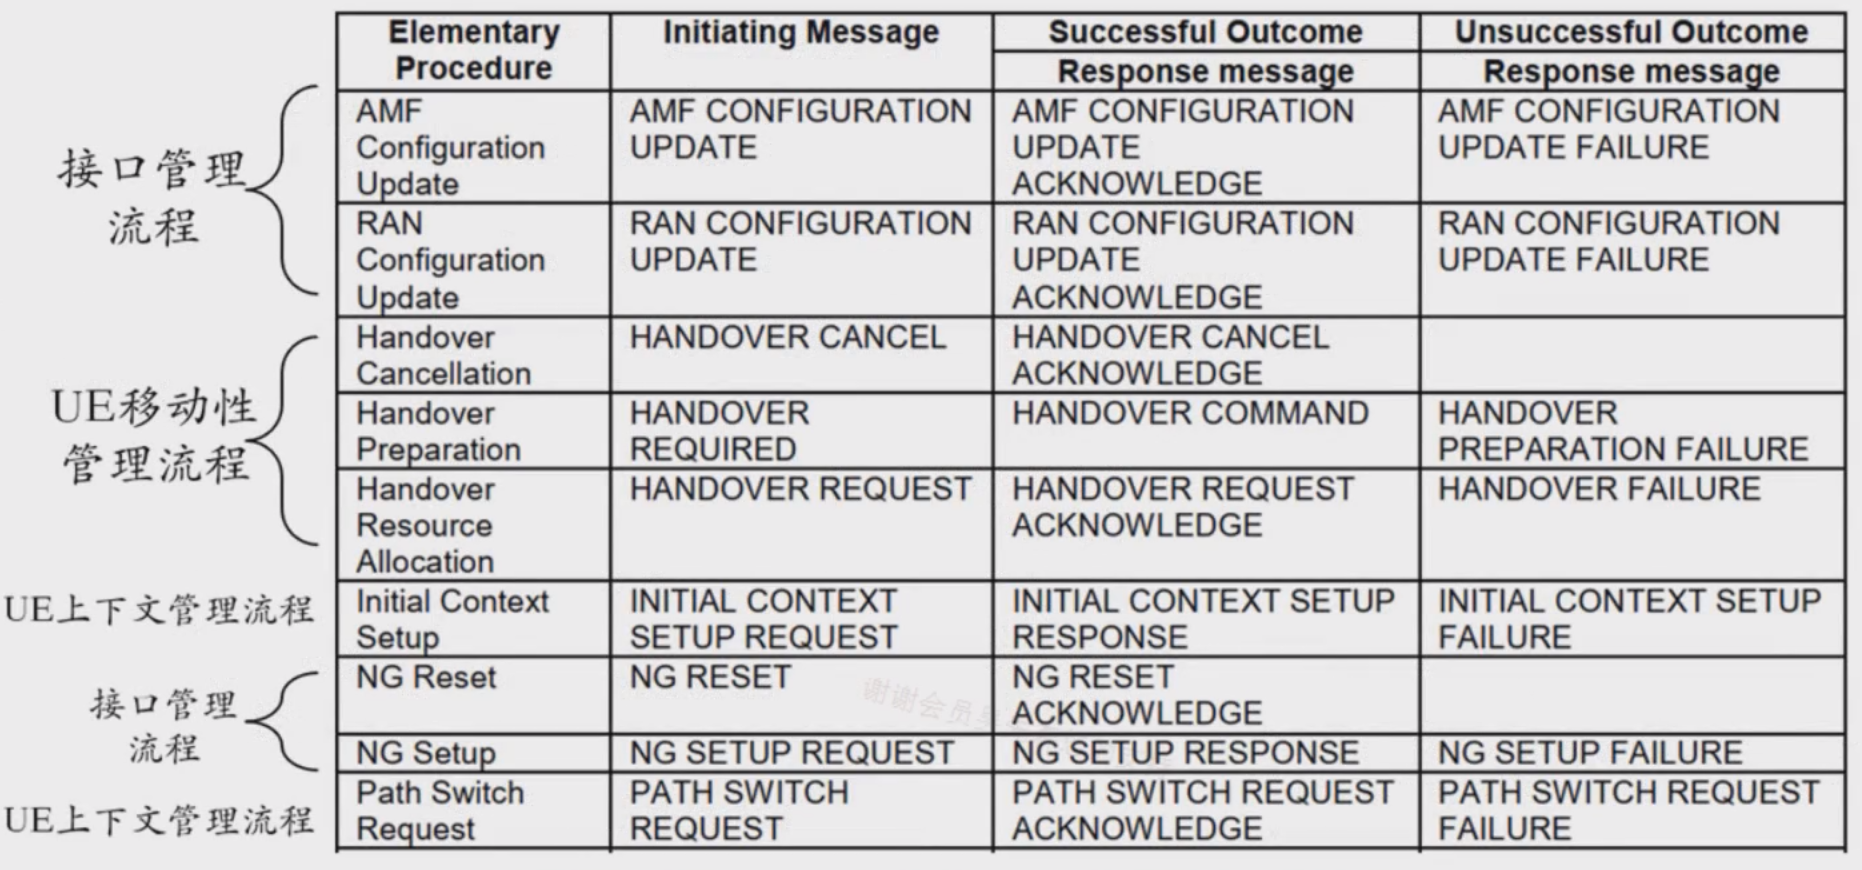 Elementary
Procedure
Initiating Message
Successful Outcome
Unsuccessful Outcome
Response message
Response message
接口管理
流程
AMF
Configuration
Update
AMF CONFIGURATION
UPDATE
AMF CONFIGURATION
UPDATE
ACKNOWLEDGE
AMF CONFIGURATION
UPDATE FAILURE
RAN
Configuration
Update
RAN CONFIGURATION
UPDATE
RAN CONFIGURATION
UPDATE
ACKNOWLEDGE
RAN CONFIGURATION
UPDATE FAILURE
UE移动性
管理流程
Handover
Cancellation
HANDOVER CANCEL
HANDOVER CANCEL
ACKNOWLEDGE
Handover
Preparation
HANDOVER
REQUIRED
HANDOVER COMMAND
HANDOVER
PREPARATION FAILURE
Handover
Resource
Allocation
HANDOVER REQUEST
HANDOVER REQUEST
ACKNOWLEDGE
HANDOVER FAILURE
UE上下文管理流程
Initial Context
Setup
INITIAL CONTEXT
SETUP REQUEST
INITIAL CONTEXT SETUP
RESPONSE
INITIAL CONTEXT SETUP
FAILURE
接口管理
流程
NG Reset
NG RESET
NG RESET
ACKNOWLEDGE
NG Setup
NG SETUP REQUEST
NG SETUP RESPONSE
NG SETUP FAILURE
UE上下文管理流程
Path Switch
Request
PATH SWITCH
REQUEST
PATH SWITCH REQUEST
ACKNOWLEDGE
PATH SWITCH REQUEST
FAILURE
谢谢会员